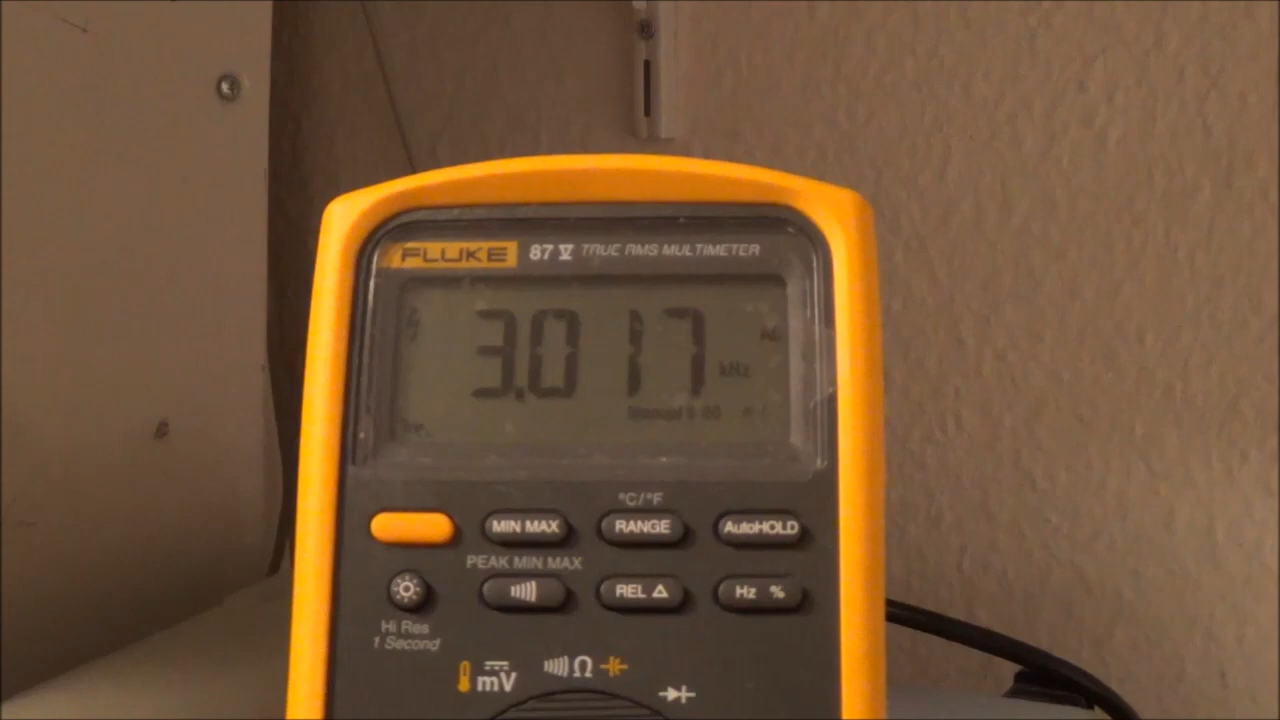 FLUKE 87 V TRUE RMS MULTIMETER
3.017 kHz
°C/°F
MIN MAX RANGE AutoHOLD
PEAK MIN MAX
REL Δ Hz %
Hi Res
1 Second
mV Ω